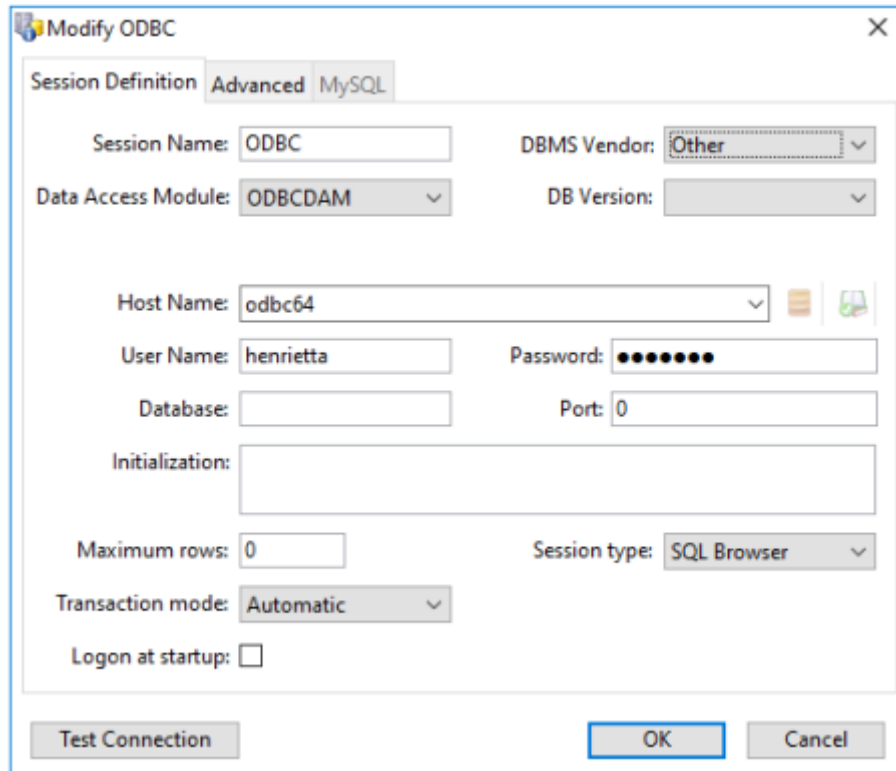 Modify ODBC
Session Definition Advanced MySQL
Session Name: ODBC DBMS Vendor: Other
Data Access Module: ODBCDAM DB Version:
Host Name: odbc64
User Name: henrietta Password: ●●●●●●●
Database: Port: 0
Initialization:
Maximum rows: 0 Session type: SQL Browser
Transaction mode: Automatic
Logon at startup:
Test Connection OK Cancel